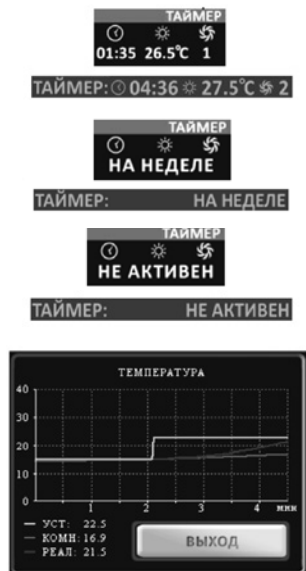 ТАЙМЕР
01:35 26.5℃ 1
ТАЙМЕР: 04:36 27.5℃ 2
ТАЙМЕР
НА НЕДЕЛЕ
ТАЙМЕР: НА НЕДЕЛЕ
ТАЙМЕР
НЕ АКТИВЕН
ТАЙМЕР: НЕ АКТИВЕН
ТЕМПЕРАТУРА
40
30
20
10
0
1 2 3 4 мин
УСТ: 22.5
КОМН: 16.9
РЕАЛ: 21.5
ВЫХОД